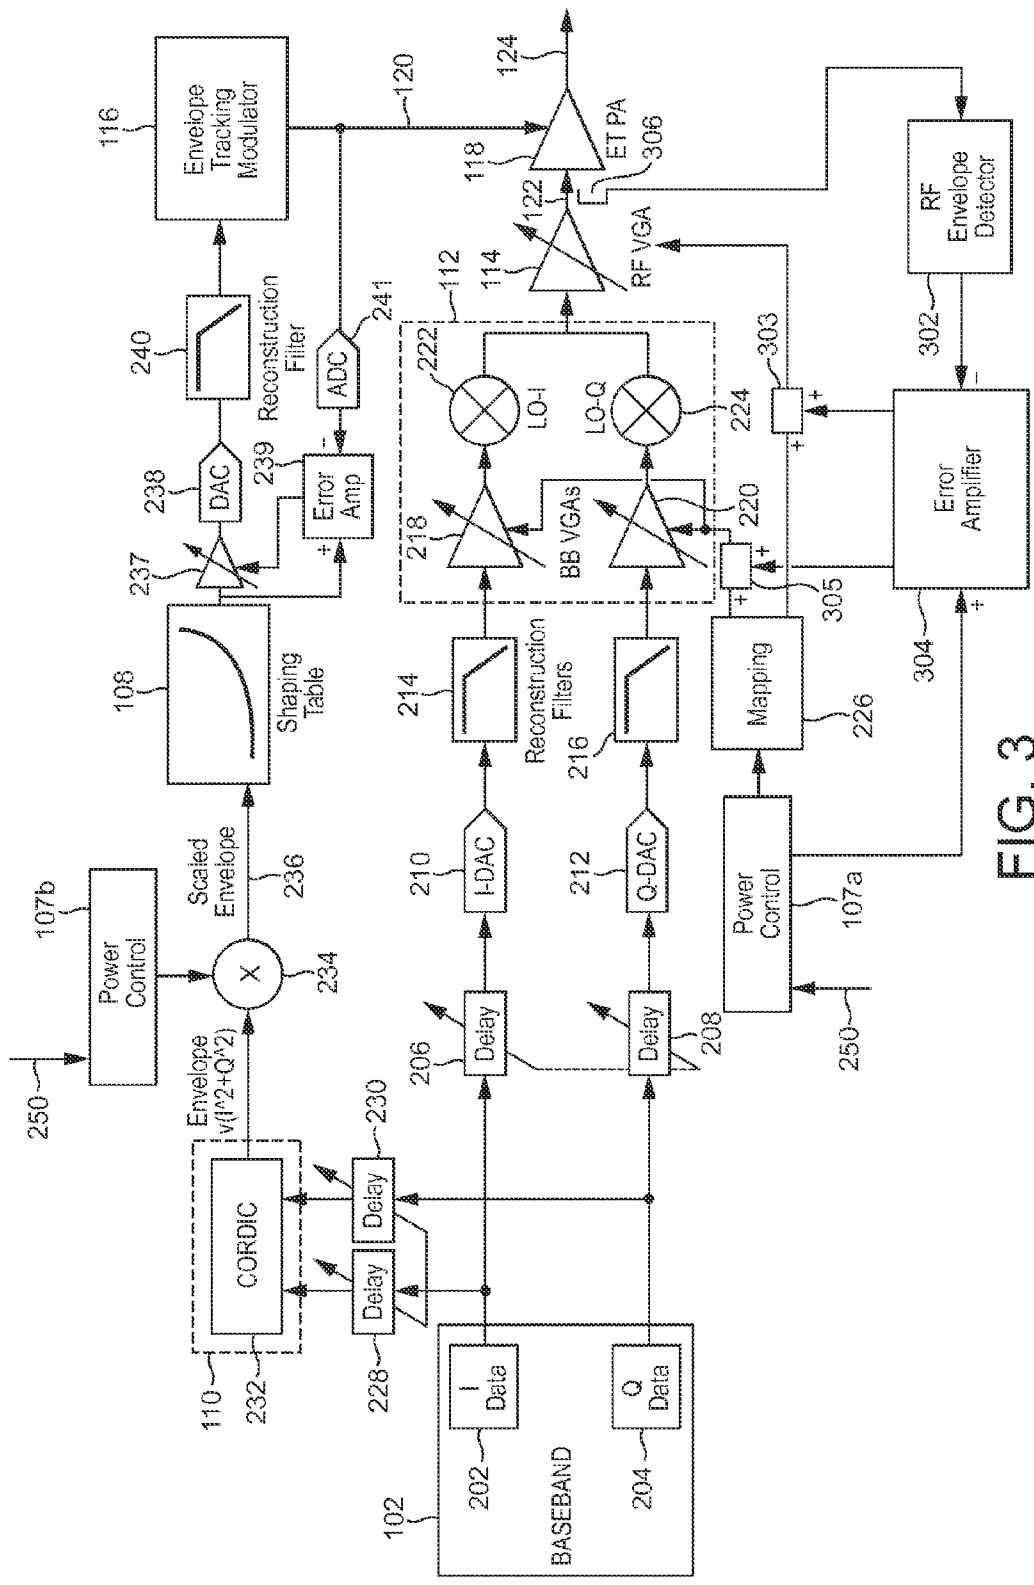 116
Envelope
Tracking
Modulator
120
124
118
ET PA
306
122
114
RF VGA
RF
Envelope
Detector
302
240
Reconstruction
Filter
241
ADC
112
222
LO-I
LO-Q
224
303
238
DAC
239
Error
Amp
−
+
237
218
BB VGAs
220
305
+
+
+
+
−
Error
Amplifier
+
304
108
Shaping
Table
214
Reconstruction
Filters
216
Mapping
226
107b
Power
Control
250
Scaled
Envelope
236
X
234
210
I-DAC
212
Q-DAC
Power
Control
107a
250
Envelope
√(I^2+Q^2)
206
Delay
Delay
208
230
Delay
Delay
228
CORDIC
110
232
102
I
Data
202
Q
Data
204
BASEBAND
FIG. 3